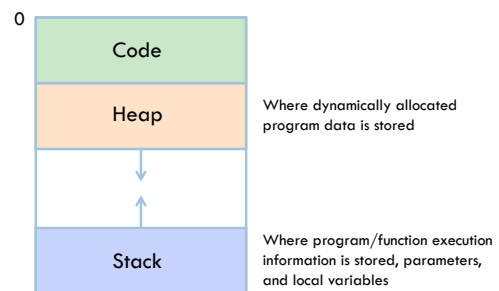 0
Code
Heap
Where dynamically allocated
program data is stored
Stack
Where program/function execution
information is stored, parameters,
and local variables